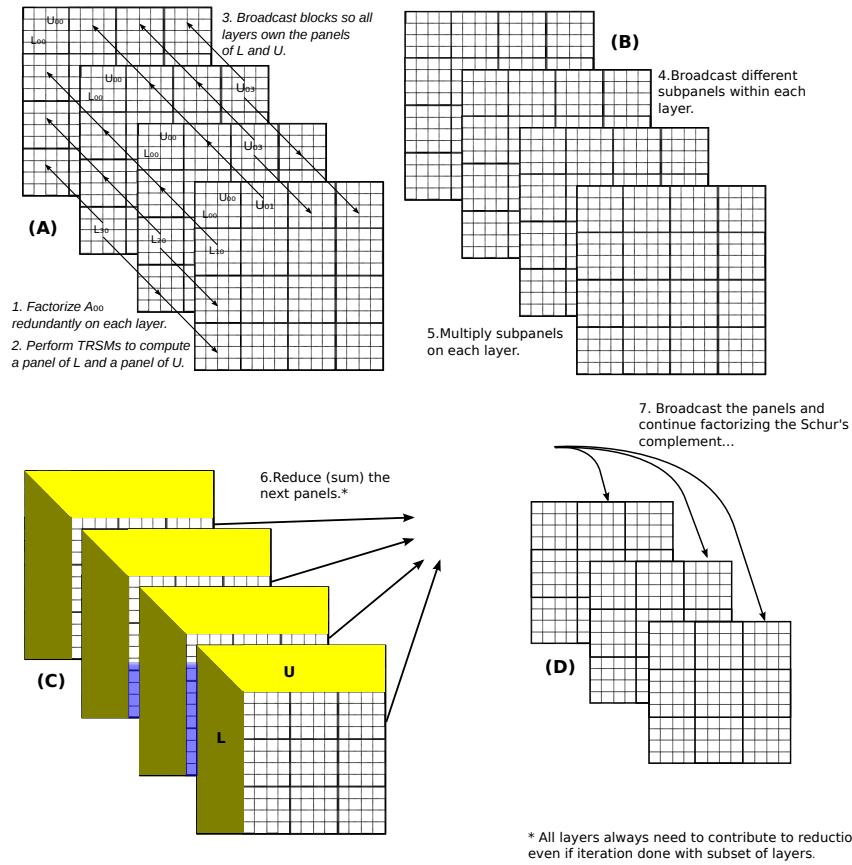 3. Broadcast blocks so all
layers own the panels
of L and U.
U₀₀
L₀₀
U₀₀
L₀₀
U₀₃
U₀₀
L₀₀
U₀₃
U₀₀
L₀₀
U₀₁
L₃₀
L₂₀
L₁₀
(A)
1. Factorize A₀₀
redundantly on each layer.
2. Perform TRSMs to compute
a panel of L and a panel of U.
(B)
4.Broadcast different
subpanels within each
layer.
5.Multiply subpanels
on each layer.
6.Reduce (sum) the
next panels.*
U
L
(C)
7. Broadcast the panels and
continue factorizing the Schur's
complement...
(D)
* All layers always need to contribute to reductio
even if iteration done with subset of layers.